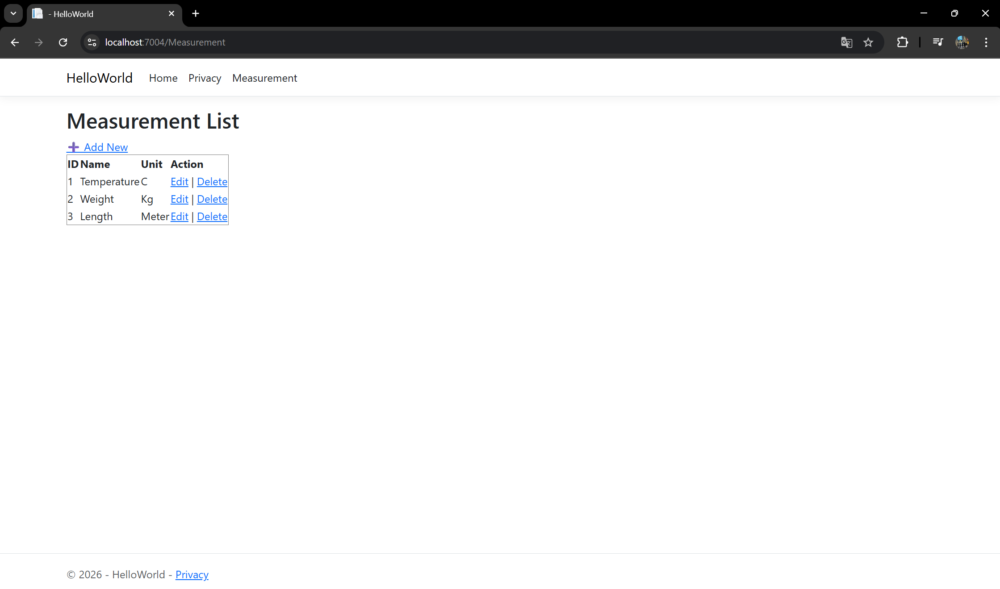 - HelloWorld
localhost:7004/Measurement
HelloWorld Home Privacy Measurement
Measurement List
➕ Add New
ID Name Unit Action
1 Temperature C Edit | Delete
2 Weight Kg Edit | Delete
3 Length Meter Edit | Delete
© 2026 - HelloWorld - Privacy